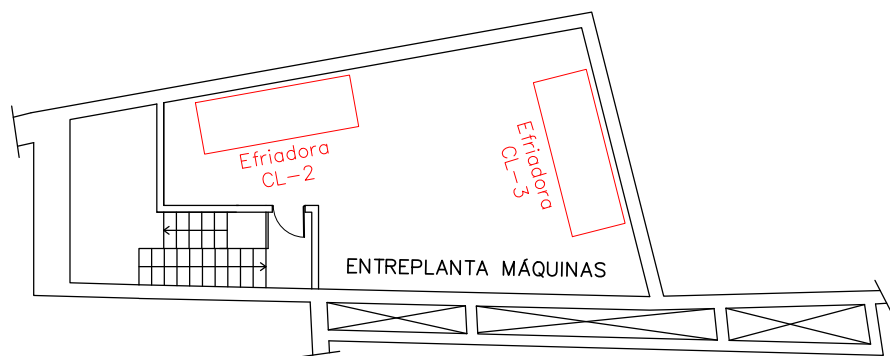 Efriadora
CL-2
Efriadora
CL-3
ENTREPLANTA MÁQUINAS